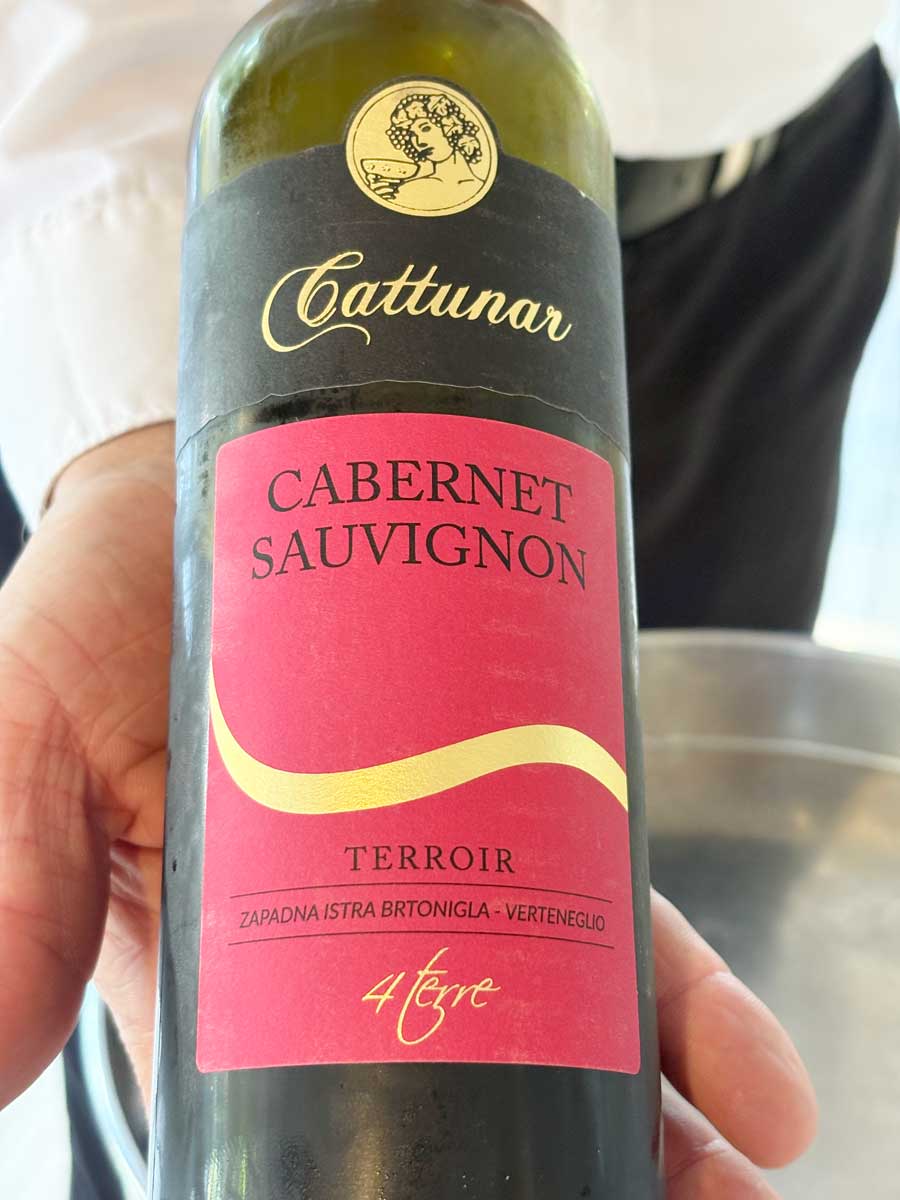 Cattunar
CABERNET
SAUVIGNON
TERROIR
ZAPADNA ISTRA BRTONIGLA - VERTENEGLIO
4 terre